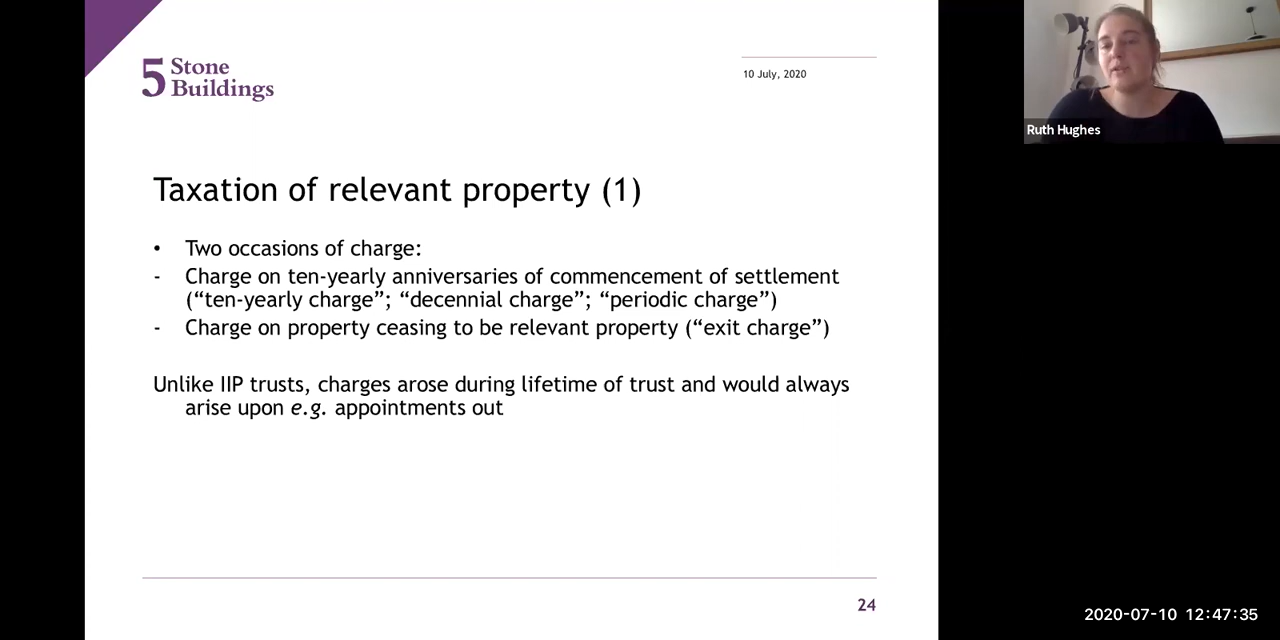 5 Stone
Buildings
10 July, 2020
Ruth Hughes
Taxation of relevant property (1)
• Two occasions of charge:
- Charge on ten-yearly anniversaries of commencement of settlement
(“ten-yearly charge”; “decennial charge”; “periodic charge”)
- Charge on property ceasing to be relevant property (“exit charge”)
Unlike IIP trusts, charges arose during lifetime of trust and would always
arise upon e.g. appointments out
24
2020-07-10 12:47:35